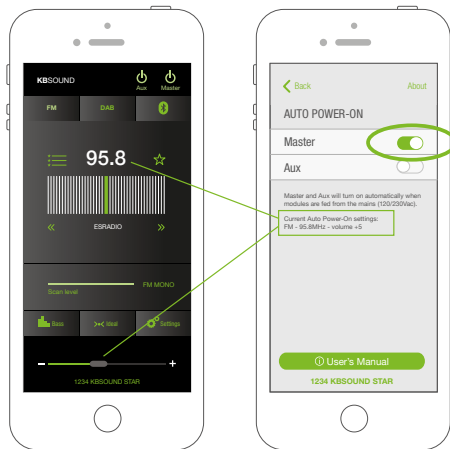 KBSOUND
Aux Master
FM DAB
95.8
« ESRADIO »
Scan level FM MONO
Bass Ideal Settings
- +
1234 KBSOUND STAR
Back About
AUTO POWER-ON
Master
Aux
Master and Aux will turn on automatically when
modules are fed from the mains (120/230Vac).
Current Auto Power-On settings:
FM - 95.8MHz - volume +5
User's Manual
1234 KBSOUND STAR